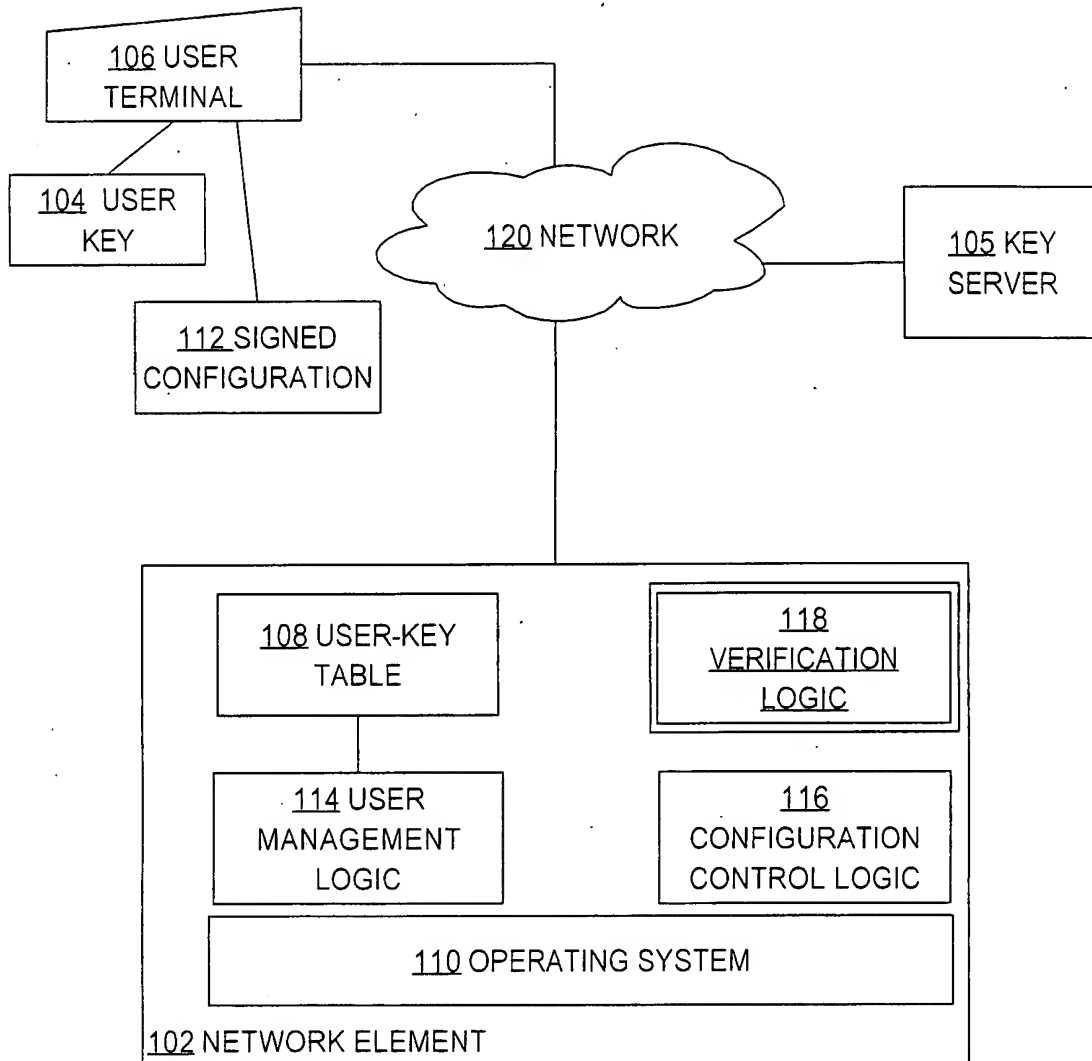 106 USER
TERMINAL
104 USER
KEY
112 SIGNED
CONFIGURATION
120 NETWORK
105 KEY
SERVER
108 USER-KEY
TABLE
118
VERIFICATION
LOGIC
114 USER
MANAGEMENT
LOGIC
116
CONFIGURATION
CONTROL LOGIC
110 OPERATING SYSTEM
102 NETWORK ELEMENT